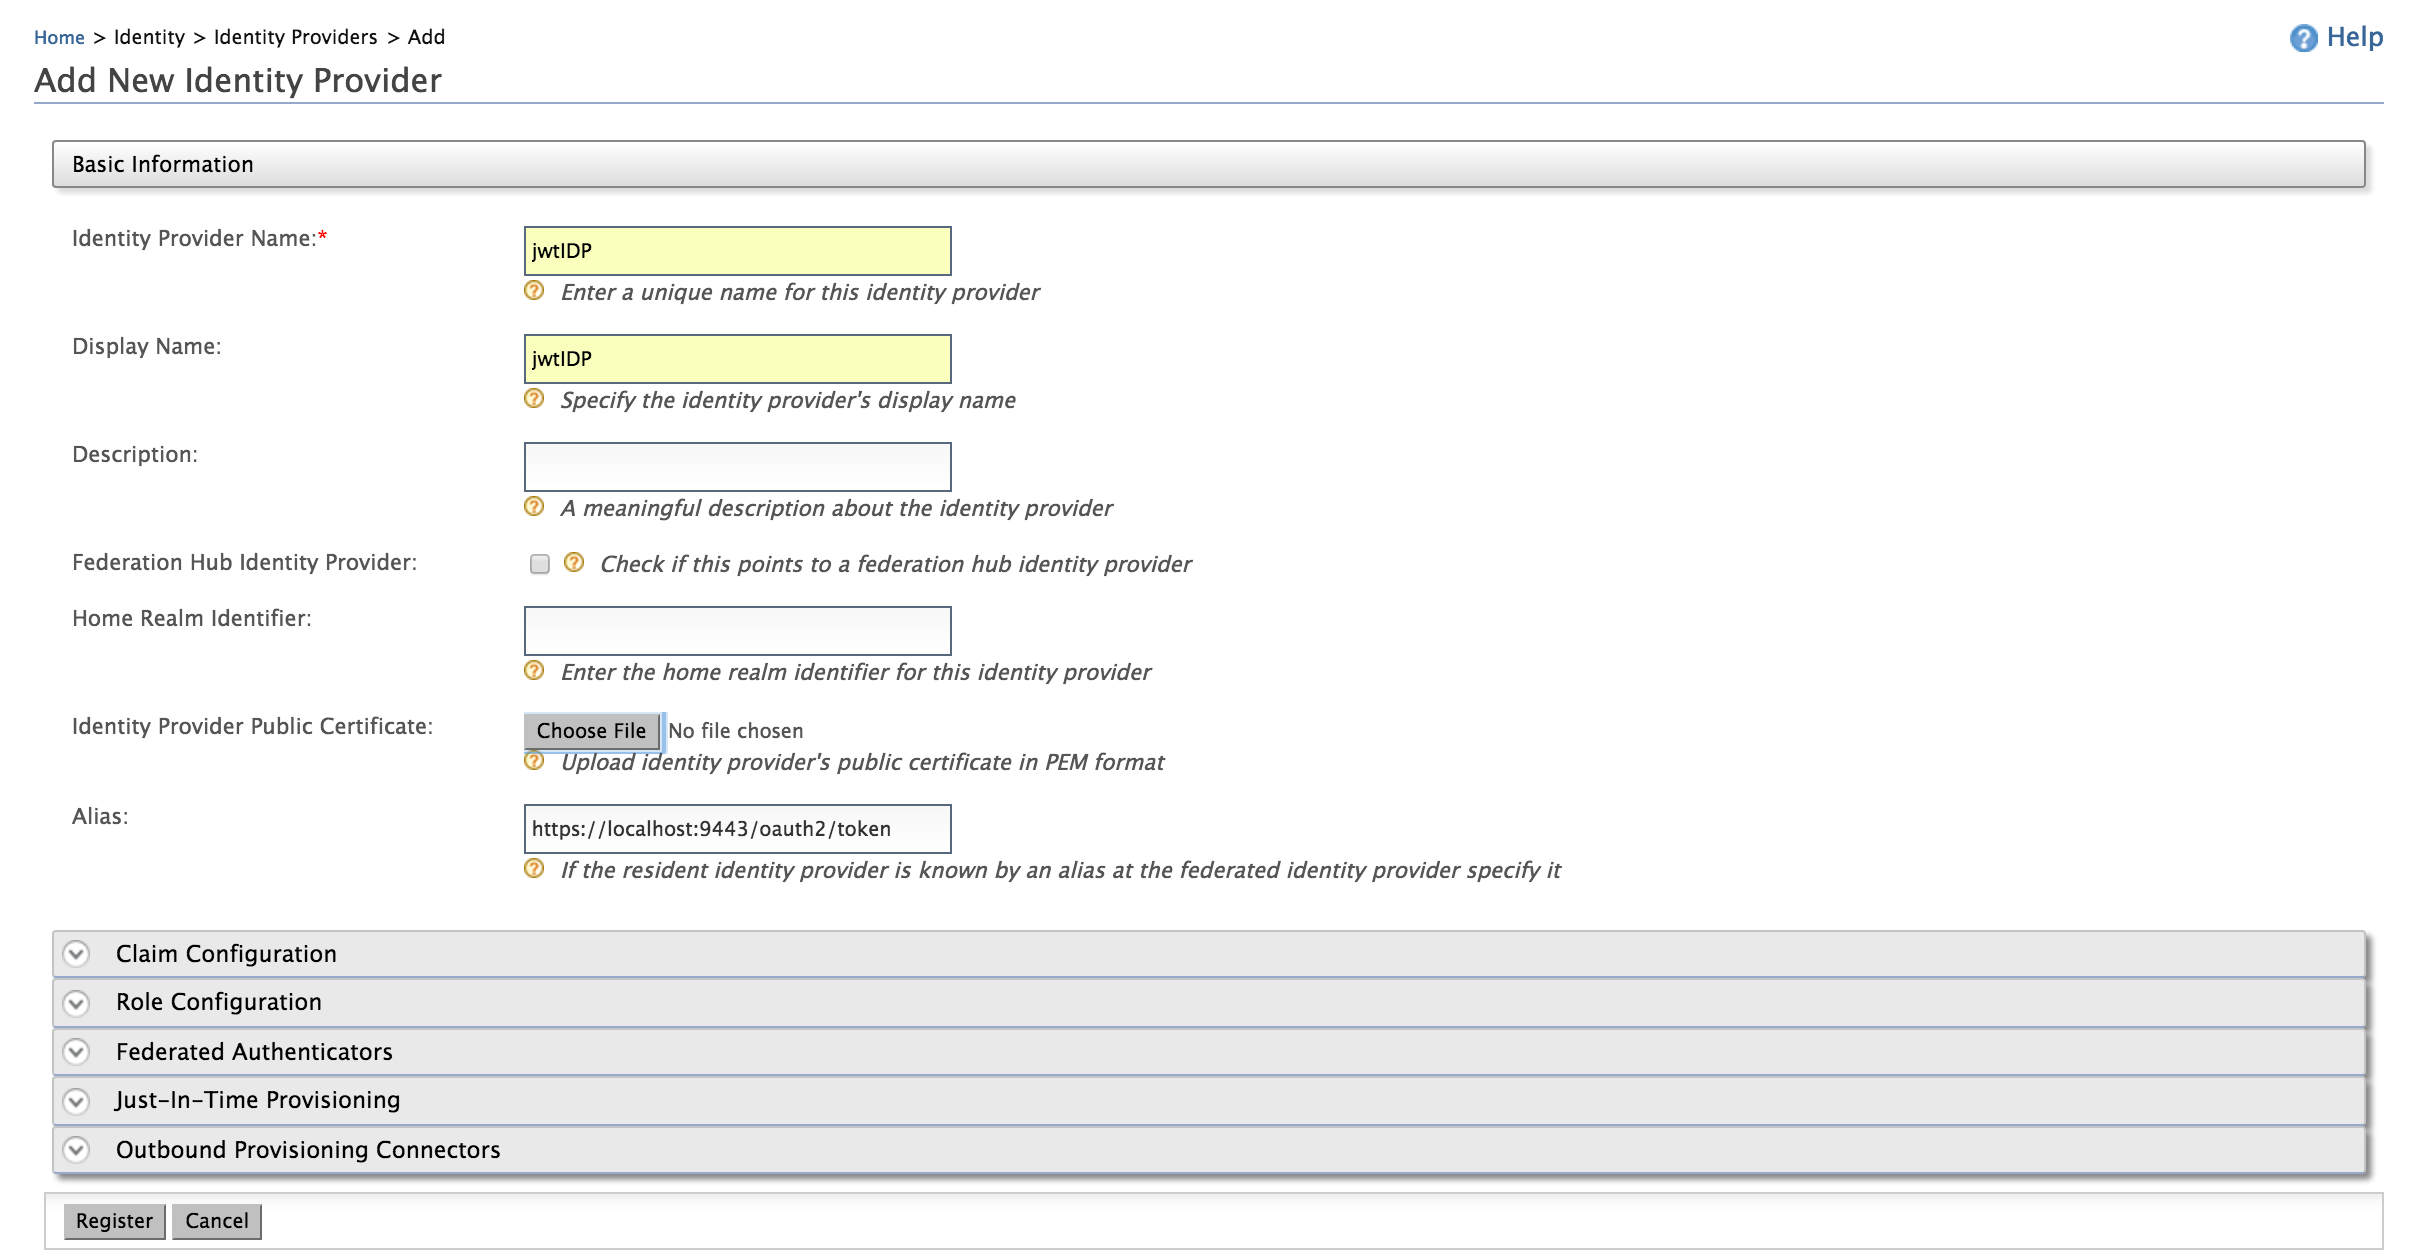 Home > Identity > Identity Providers > Add
Help
Add New Identity Provider
Basic Information
Identity Provider Name:*
jwtIDP
Enter a unique name for this identity provider
Display Name:
jwtIDP
Specify the identity provider's display name
Description:
A meaningful description about the identity provider
Federation Hub Identity Provider:
Check if this points to a federation hub identity provider
Home Realm Identifier:
Enter the home realm identifier for this identity provider
Identity Provider Public Certificate:
Choose File No file chosen
Upload identity provider's public certificate in PEM format
Alias:
https://localhost:9443/oauth2/token
If the resident identity provider is known by an alias at the federated identity provider specify it
Claim Configuration
Role Configuration
Federated Authenticators
Just-In-Time Provisioning
Outbound Provisioning Connectors
Register Cancel